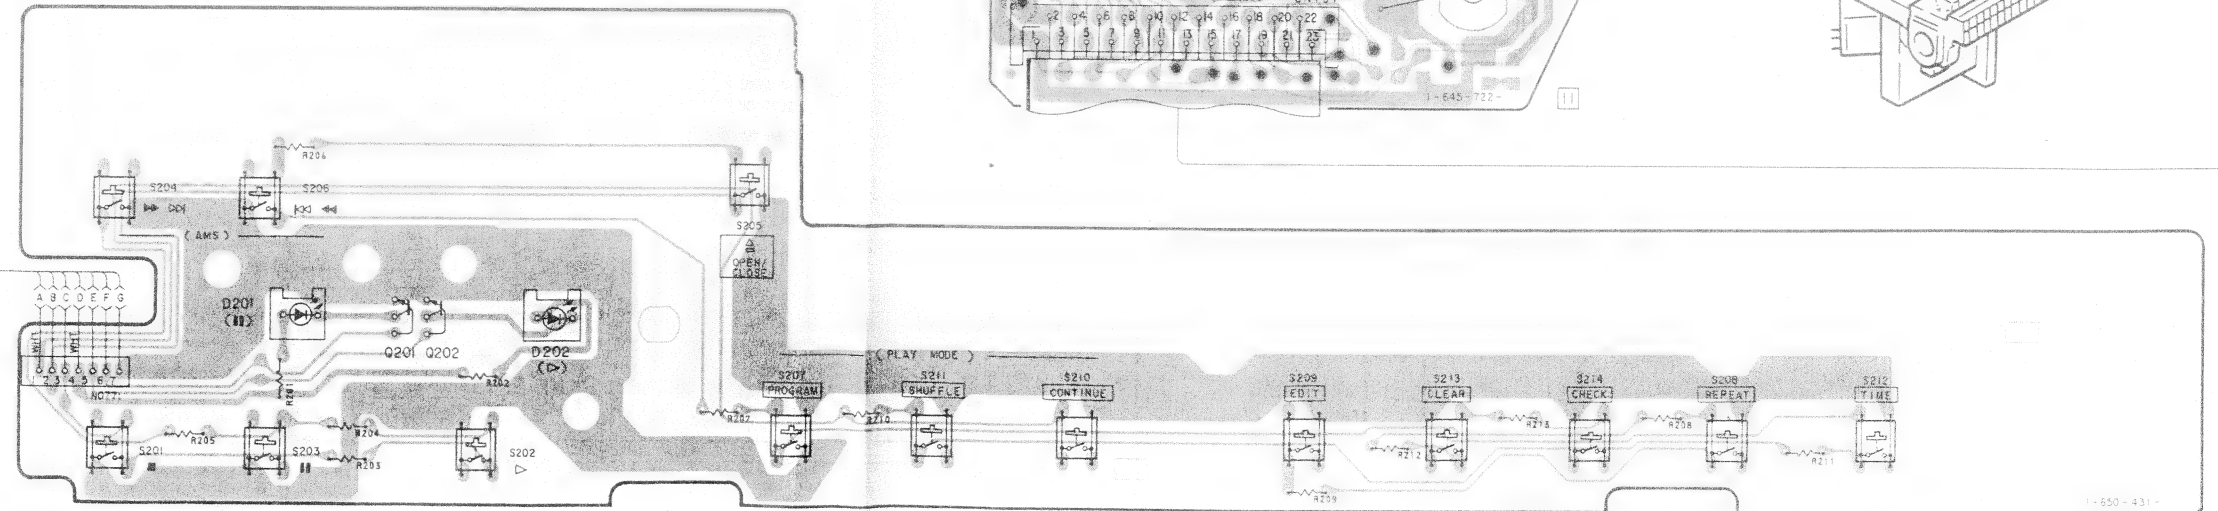 2 4 6 8 10 12 14 16 18 20 22
1 3 5 7 9 11 13 15 17 19 21 23
1-645-722-
11
R206
S204
S206
S205
( AMS )
OPEN/
CLOSE
A B C D E F G
D201
Q201 Q202
D202
WHT
WHT
1 2 3 4 5 6 7
R201
R202
( PLAY MODE )
S207
PROGRAM
S211
SHUFFLE
S210
CONTINUE
S209
EDIT
S213
CLEAR
S214
CHECK
S208
REPEAT
S212
TIME
R207
R210
R213
R208
R205
R204
R203
S201
S203
S202
R212
R211
R209
1-650-431-